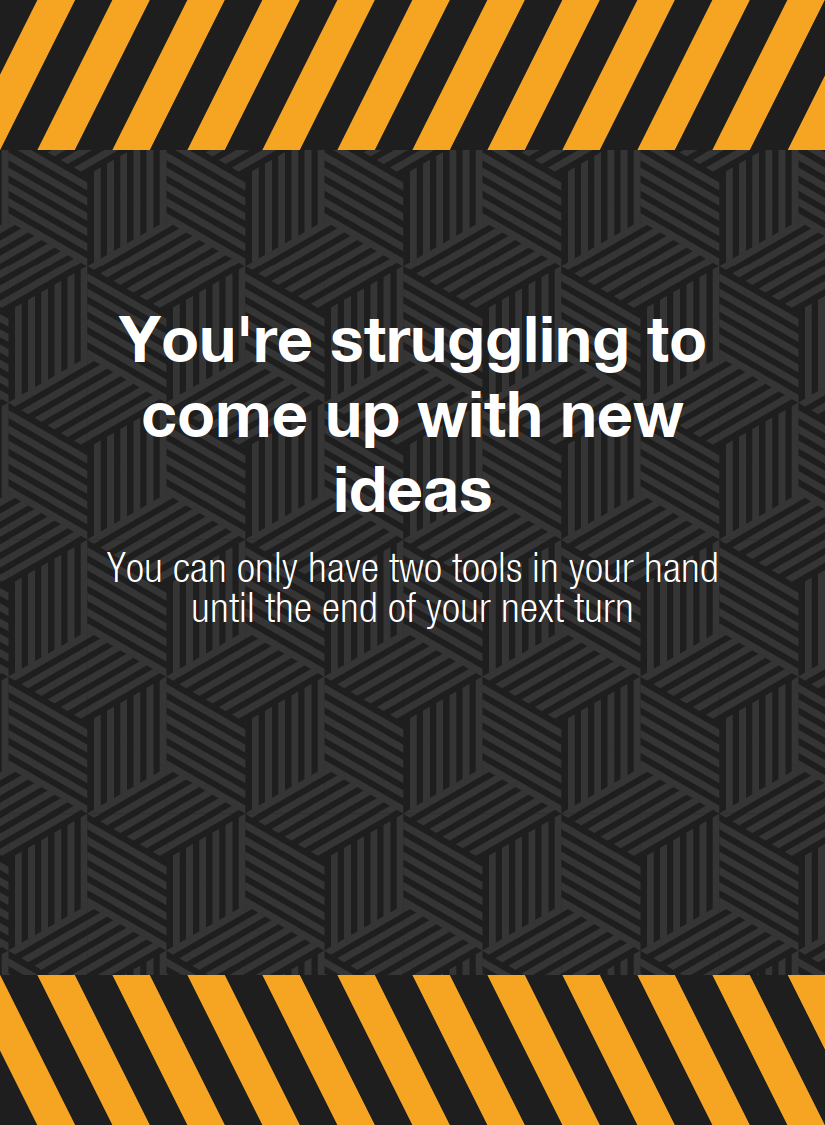 You're struggling to
come up with new
ideas
You can only have two tools in your hand
until the end of your next turn